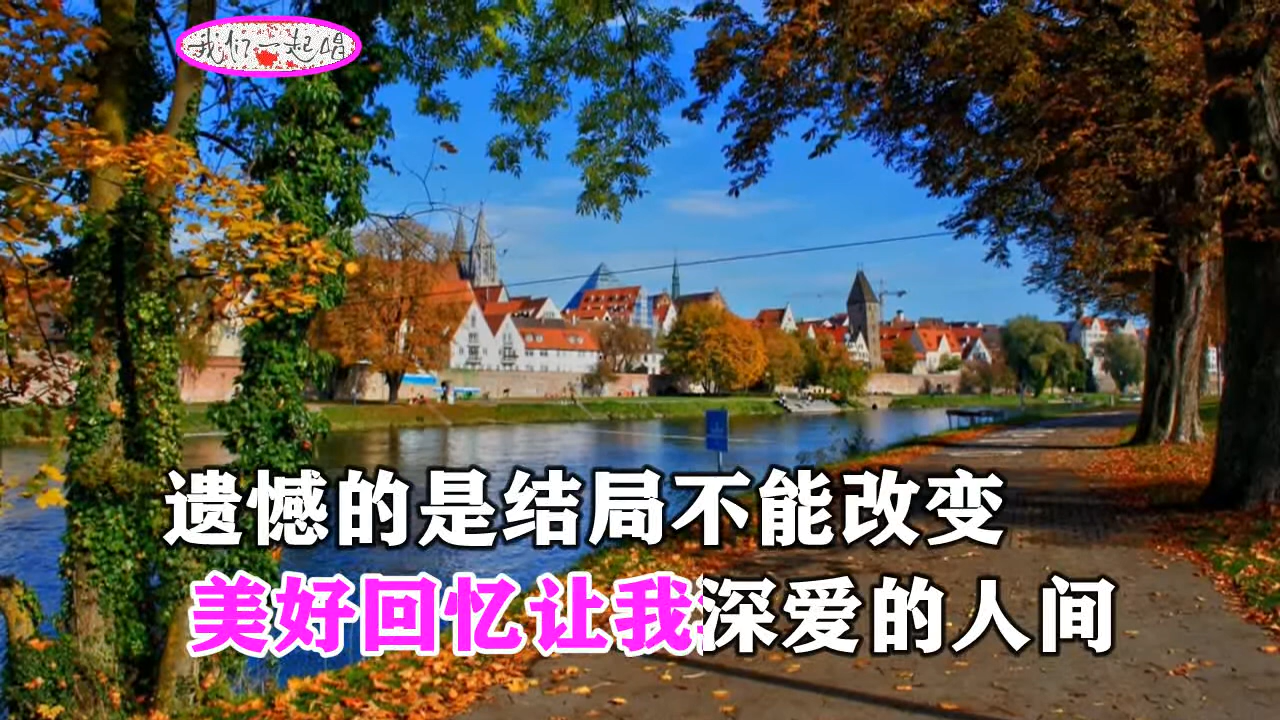 我们一起唱
遗憾的是结局不能改变
美好回忆让我深爱的人间